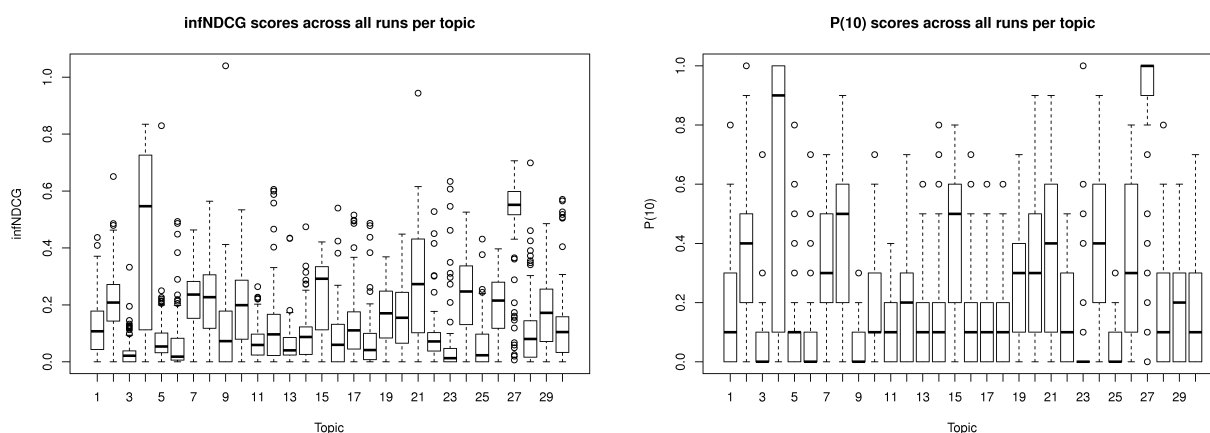 infNDCG scores across all runs per topic
infNDCG
1.0
0.8
0.6
0.4
0.2
0.0
1 3 5 7 9 11 13 15 17 19 21 23 25 27 29
Topic
P(10) scores across all runs per topic
P(10)
1.0
0.8
0.6
0.4
0.2
0.0
1 3 5 7 9 11 13 15 17 19 21 23 25 27 29
Topic